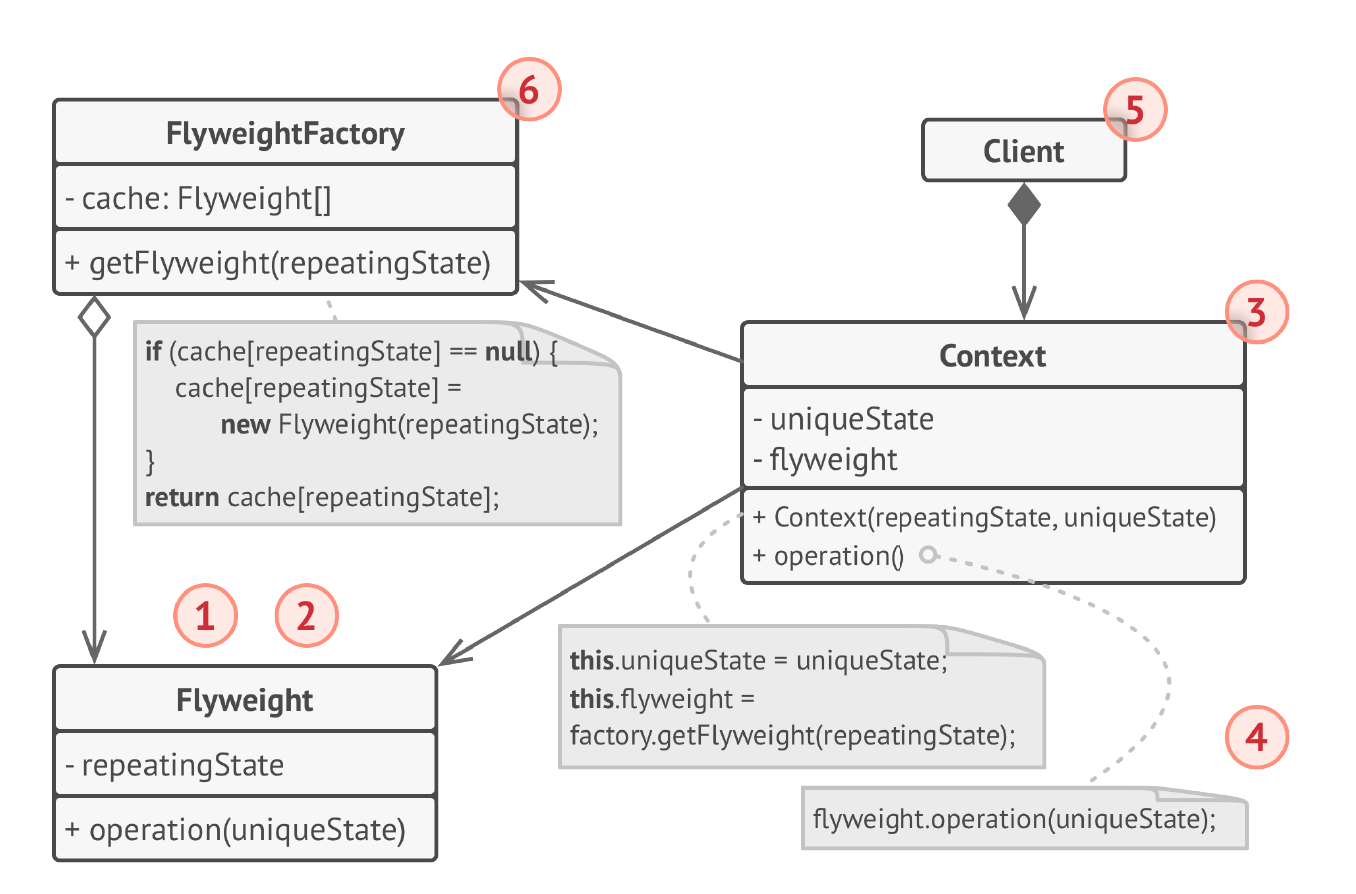 6
FlyweightFactory
- cache: Flyweight[]
+ getFlyweight(repeatingState)
if (cache[repeatingState] == null) {
cache[repeatingState] =
new Flyweight(repeatingState);
}
return cache[repeatingState];
5
Client
3
Context
- uniqueState
- flyweight
+ Context(repeatingState, uniqueState)
+ operation()
1
2
Flyweight
- repeatingState
+ operation(uniqueState)
this.uniqueState = uniqueState;
this.flyweight =
factory.getFlyweight(repeatingState);
4
flyweight.operation(uniqueState);